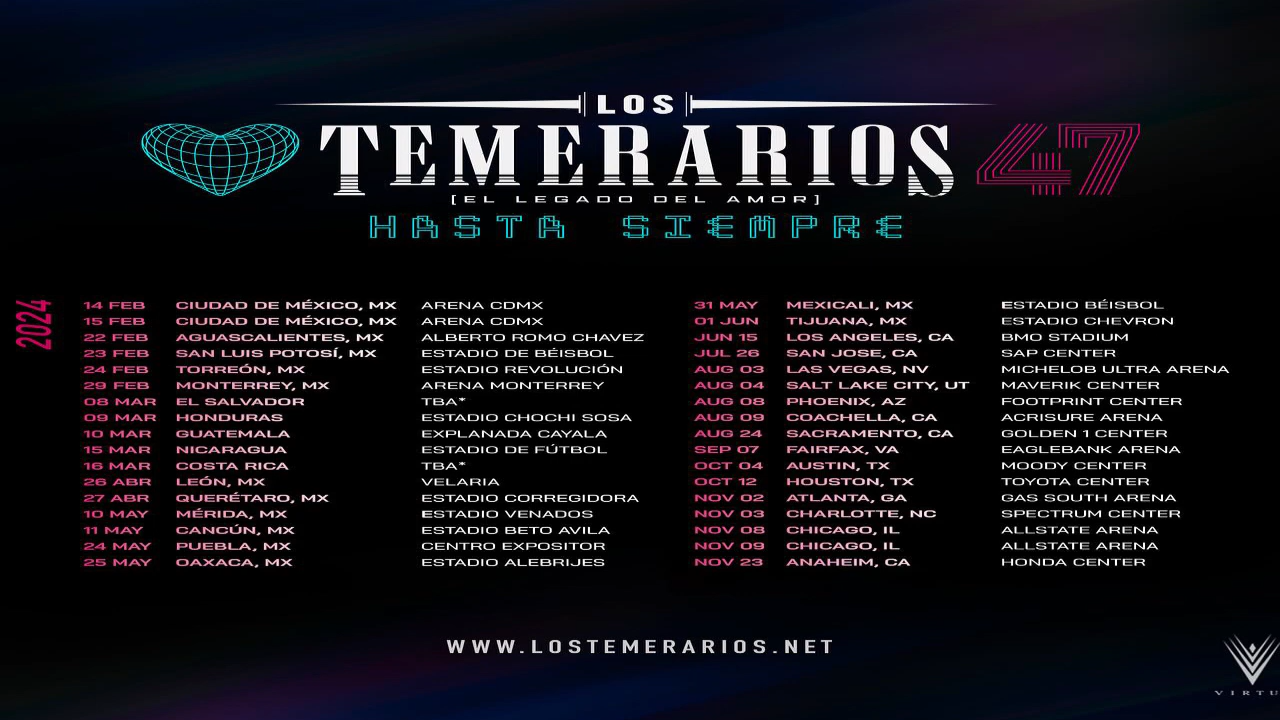 LOS
TEMERARIOS 47
[EL LEGADO DEL AMOR]
HASTA SIEMPRE
2024
14 FEB CIUDAD DE MÉXICO, MX ARENA CDMX
15 FEB CIUDAD DE MÉXICO, MX ARENA CDMX
22 FEB AGUASCALIENTES, MX ALBERTO ROMO CHAVEZ
23 FEB SAN LUIS POTOSÍ, MX ESTADIO DE BÉISBOL
24 FEB TORREÓN, MX ESTADIO REVOLUCIÓN
29 FEB MONTERREY, MX ARENA MONTERREY
08 MAR EL SALVADOR TBA*
09 MAR HONDURAS ESTADIO CHOCHI SOSA
10 MAR GUATEMALA EXPLANADA CAYALA
15 MAR NICARAGUA ESTADIO DE FÚTBOL
16 MAR COSTA RICA TBA*
26 ABR LEÓN, MX VELARIA
27 ABR QUERÉTARO, MX ESTADIO CORREGIDORA
10 MAY MÉRIDA, MX ESTADIO VENADOS
11 MAY CANCÚN, MX ESTADIO BETO AVILA
24 MAY PUEBLA, MX CENTRO EXPOSITOR
25 MAY OAXACA, MX ESTADIO ALEBRIJES
31 MAY MEXICALI, MX ESTADIO BÉISBOL
01 JUN TIJUANA, MX ESTADIO CHEVRON
JUN 15 LOS ANGELES, CA BMO STADIUM
JUL 26 SAN JOSE, CA SAP CENTER
AUG 03 LAS VEGAS, NV MICHELOB ULTRA ARENA
AUG 04 SALT LAKE CITY, UT MAVERIK CENTER
AUG 08 PHOENIX, AZ FOOTPRINT CENTER
AUG 09 COACHELLA, CA ACRISURE ARENA
AUG 24 SACRAMENTO, CA GOLDEN 1 CENTER
SEP 07 FAIRFAX, VA EAGLEBANK ARENA
OCT 04 AUSTIN, TX MOODY CENTER
OCT 12 HOUSTON, TX TOYOTA CENTER
NOV 02 ATLANTA, GA GAS SOUTH ARENA
NOV 03 CHARLOTTE, NC SPECTRUM CENTER
NOV 08 CHICAGO, IL ALLSTATE ARENA
NOV 09 CHICAGO, IL ALLSTATE ARENA
NOV 23 ANAHEIM, CA HONDA CENTER
WWW.LOSTEMERARIOS.NET
VIRTU